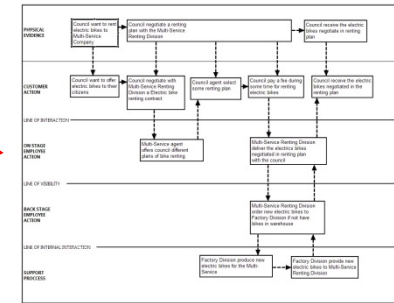 PHYSICAL
EVIDENCE
Council want to rent
electric bikes to
Multi-Service
Company
Council negotiate a renting
plan with the Multi-Service
Renting Division
Council receive the electric
bikes negotiate in renting
plan
CUSTOMER
ACTION
Council want to offer
electric bikes to their
citizens
Council negotiate with
Multi-Service Renting
Division a Electric bike
renting contract
Council agent select
some renting plan
Council pay a fee during
some time for renting
electric bikes
Council receive the electric
bikes negotiated in the
renting plan
LINE OF INTERACTION
ON STAGE
EMPLOYEE
ACTION
Multi-Service agent
offers council different
plans of bike renting
Multi-Service Renting Division
deliver the electrics bikes
negotiated in renting plan
with the council
LINE OF VISIBILITY
BACK STAGE
EMPLOYEE
ACTION
Multi-Service Renting Division
order new electric bikes to
Factory Division if not have
bikes in warehouse
LINE OF INTERNAL INTERACTION
SUPPORT
PROCCESS
Factory Division produce new
electric bikes for the Multi-
Service
Factory Division provide new
electric bikes to Multi-Service
Renting Division